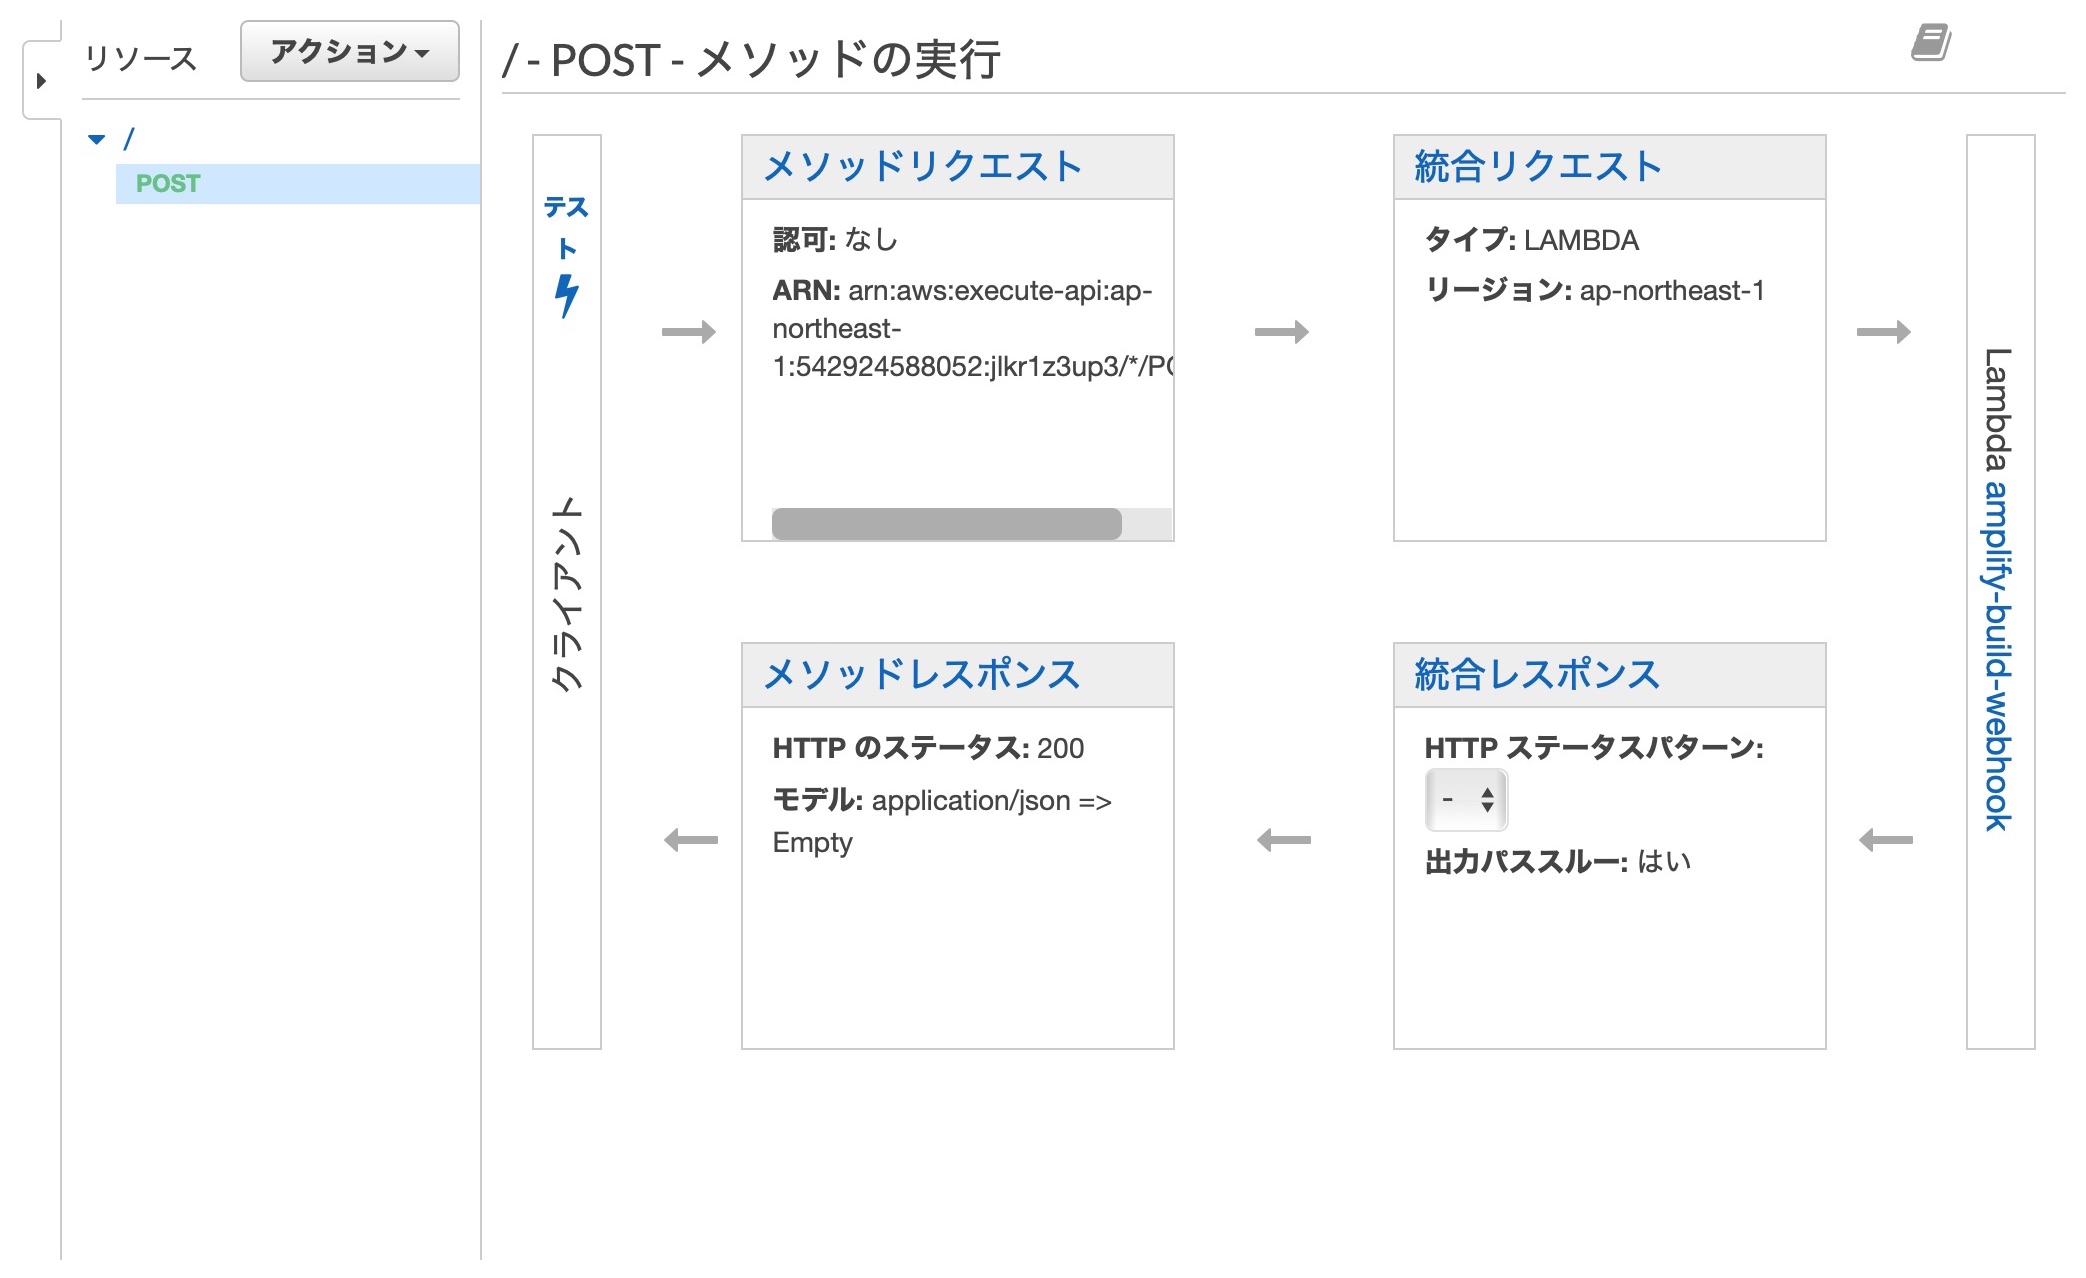 リソース
アクション
/ - POST - メソッドの実行
/
POST
テス
ト
クライアント
メソッドリクエスト
認可: なし
ARN: arn:aws:execute-api:ap-
northeast-
1:542924588052:jlkr1z3up3/*/PO
統合リクエスト
タイプ: LAMBDA
リージョン: ap-northeast-1
Lambda amplify-build-webhook
メソッドレスポンス
HTTP のステータス: 200
モデル: application/json =>
Empty
統合レスポンス
HTTP ステータスパターン:
-
出力パススルー: はい